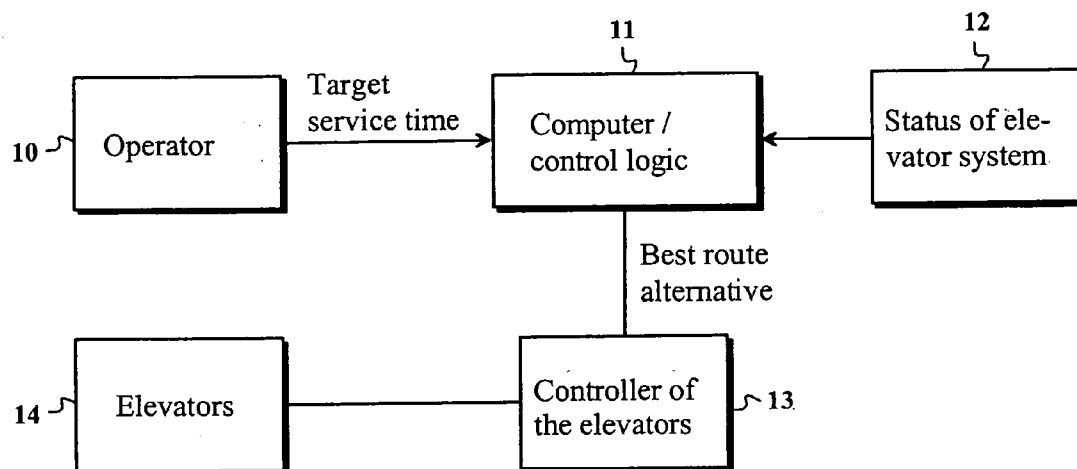 11
12
Target
service time
10
Operator
Computer /
control logic
Status of ele-
vator system
Best route
alternative
14
Elevators
Controller of
the elevators
13